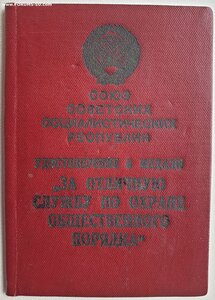 СОЮЗ
СОВЕТСКИХ
СОЦИАЛИСТИЧЕСКИХ
РЕСПУБЛИК
УДОСТОВЕРЕНИЕ К МЕДАЛИ
„ЗА ОТЛИЧНУЮ
СЛУЖБУ ПО ОХРАНЕ
ОБЩЕСТВЕННОГО
ПОРЯДКА“